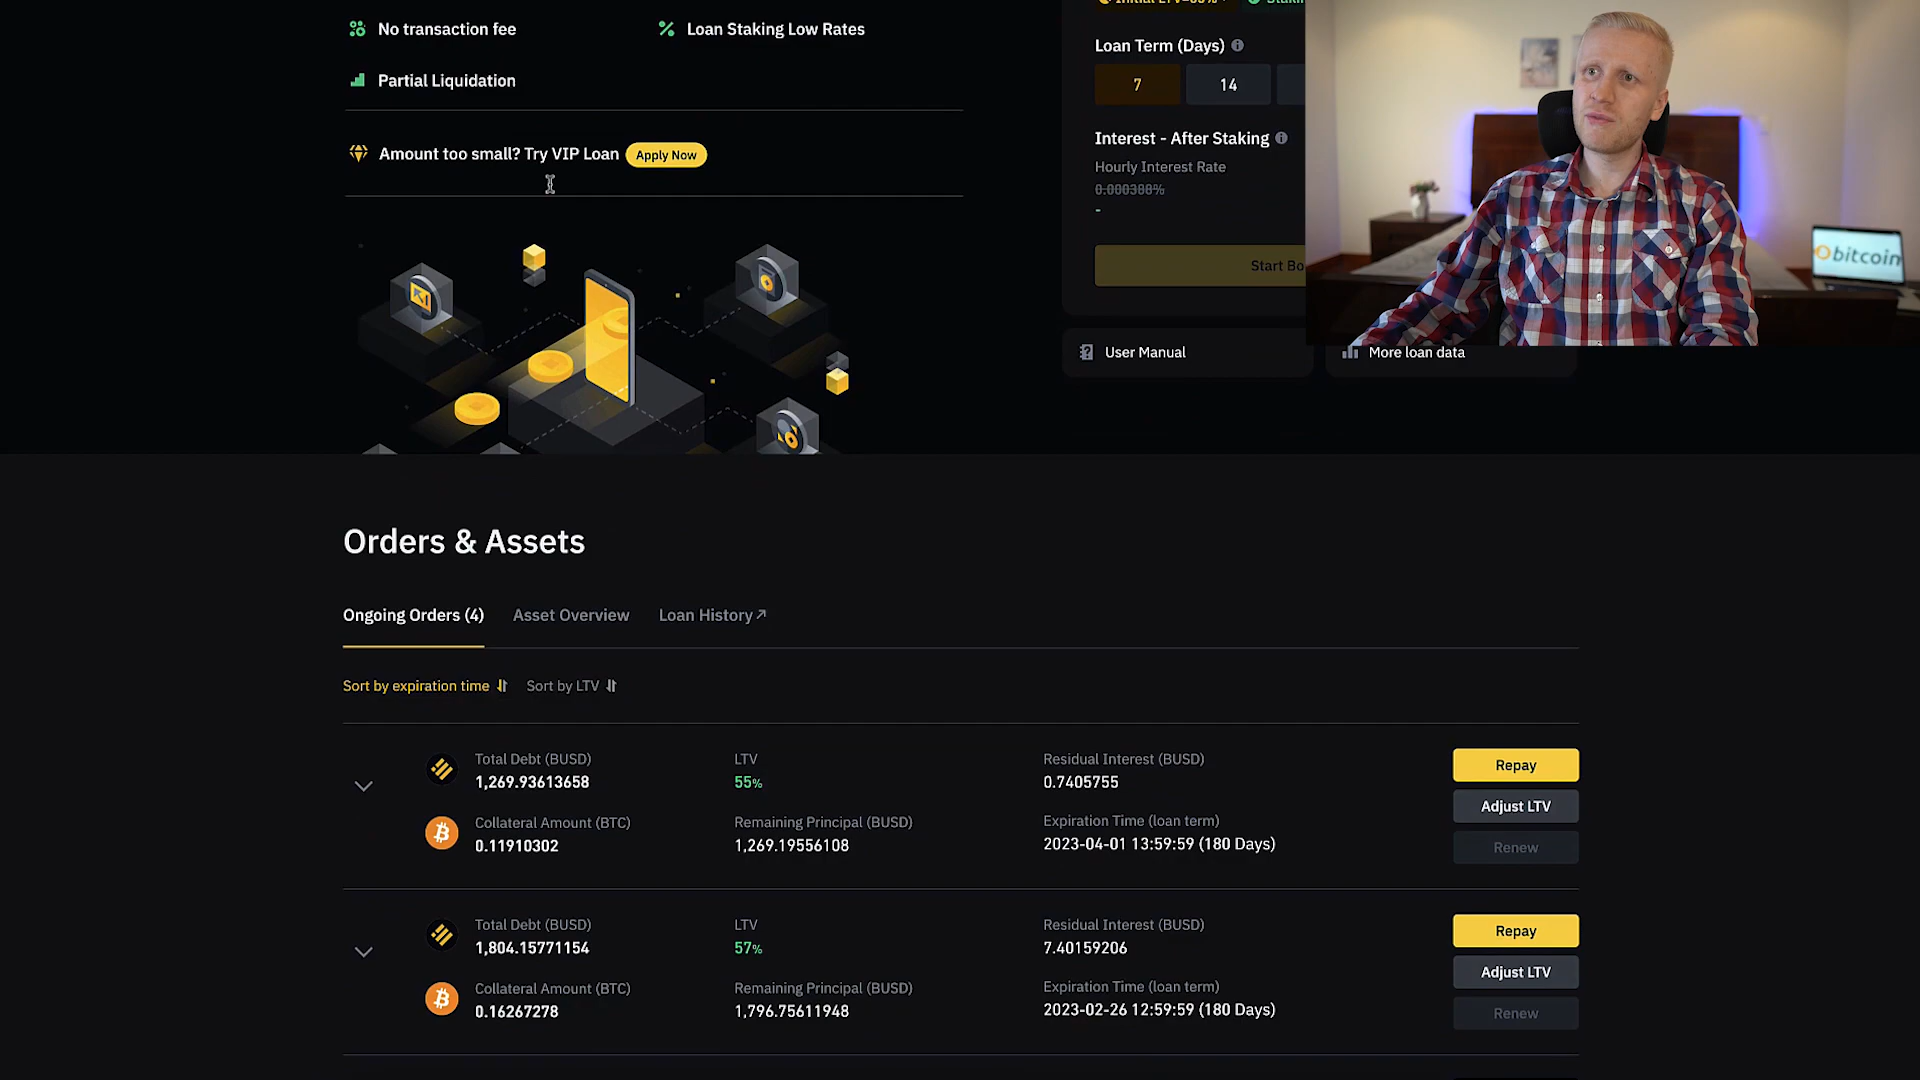 No transaction fee
Loan Staking Low Rates
Partial Liquidation
Amount too small? Try VIP Loan Apply Now
Loan Term (Days)
7 14
Interest - After Staking
Hourly Interest Rate
0.000300%
-
Start Bo
User Manual
More loan data
bitcoin
Orders & Assets
Ongoing Orders (4) Asset Overview Loan History
Sort by expiration time Sort by LTV
Total Debt (BUSD) LTV Residual Interest (BUSD)
1,269.93613658 55% 0.7405755
Collateral Amount (BTC) Remaining Principal (BUSD) Expiration Time (loan term)
0.11910302 1,269.19556108 2023-04-01 13:59:59 (180 Days)
Repay
Adjust LTV
Renew
Total Debt (BUSD) LTV Residual Interest (BUSD)
1,804.15771154 57% 7.40159206
Collateral Amount (BTC) Remaining Principal (BUSD) Expiration Time (loan term)
0.16267278 1,796.75611948 2023-02-26 12:59:59 (180 Days)
Repay
Adjust LTV
Renew